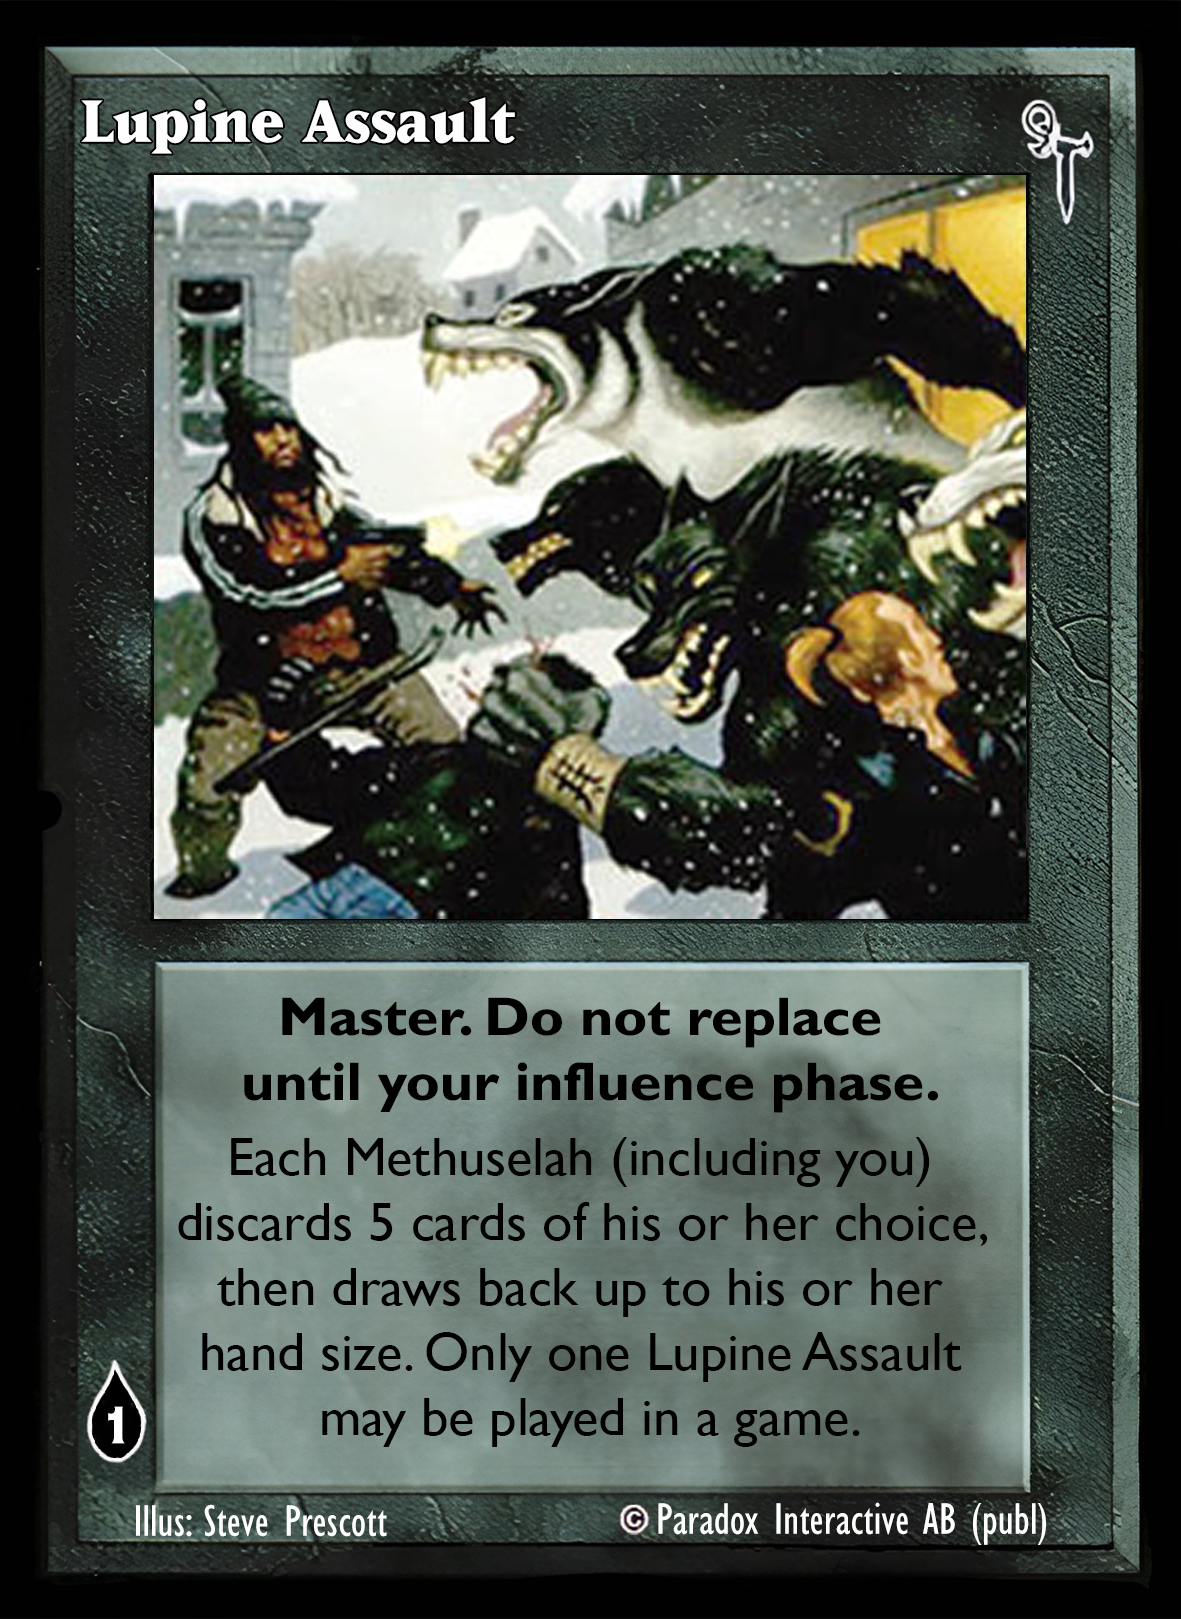 Lupine Assault
Master. Do not replace
until your influence phase.
Each Methuselah (including you)
discards 5 cards of his or her choice,
then draws back up to his or her
hand size. Only one Lupine Assault
may be played in a game.
1
Illus: Steve Prescott
© Paradox Interactive AB (publ)